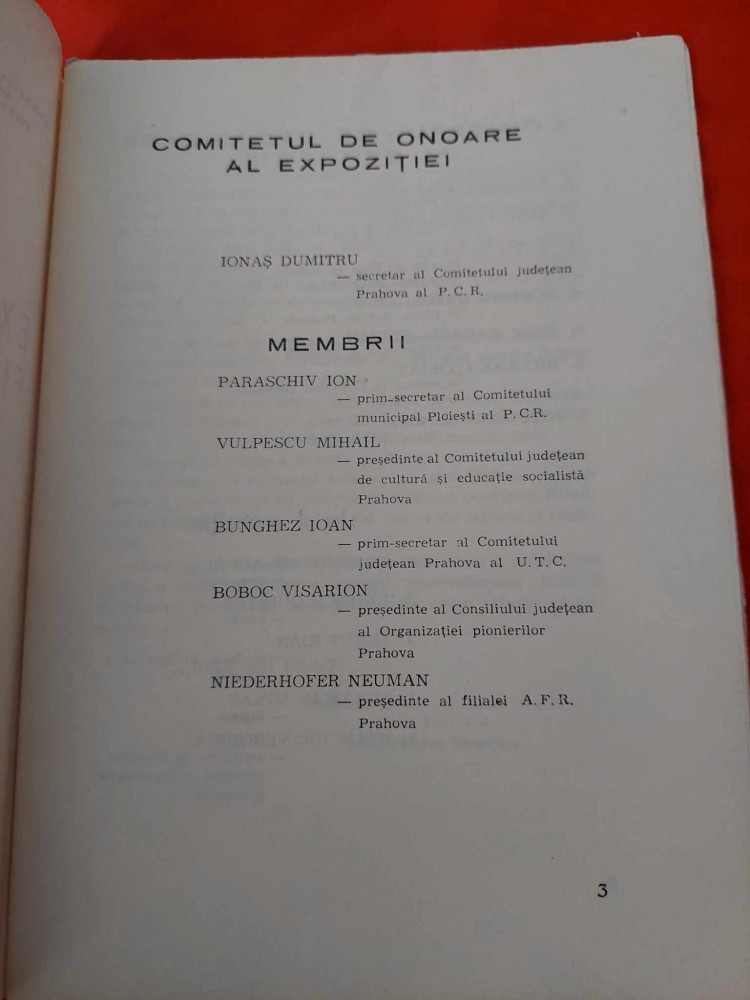 COMITETUL DE ONOARE
AL EXPOZIȚIEI
IONAȘ DUMITRU
— secretar al Comitetului județean
Prahova al P. C. R.
MEMBRII
PARASCHIV ION
— prim-secretar al Comitetului
municipal Ploiești al P. C.R.
VULPESCU MIHAIL
— președinte al Comitetului județean
de cultură și educație socialistă
Prahova
BUNGHEZ IOAN
— prim-secretar al Comitetului
județean Prahova al U. T. C.
BOBOC VISARION
— președinte al Consiliului județean
al Organizației pionierilor
Prahova
NIEDERHOFER NEUMAN
— președinte al filialei A. F. R.
Prahova
3